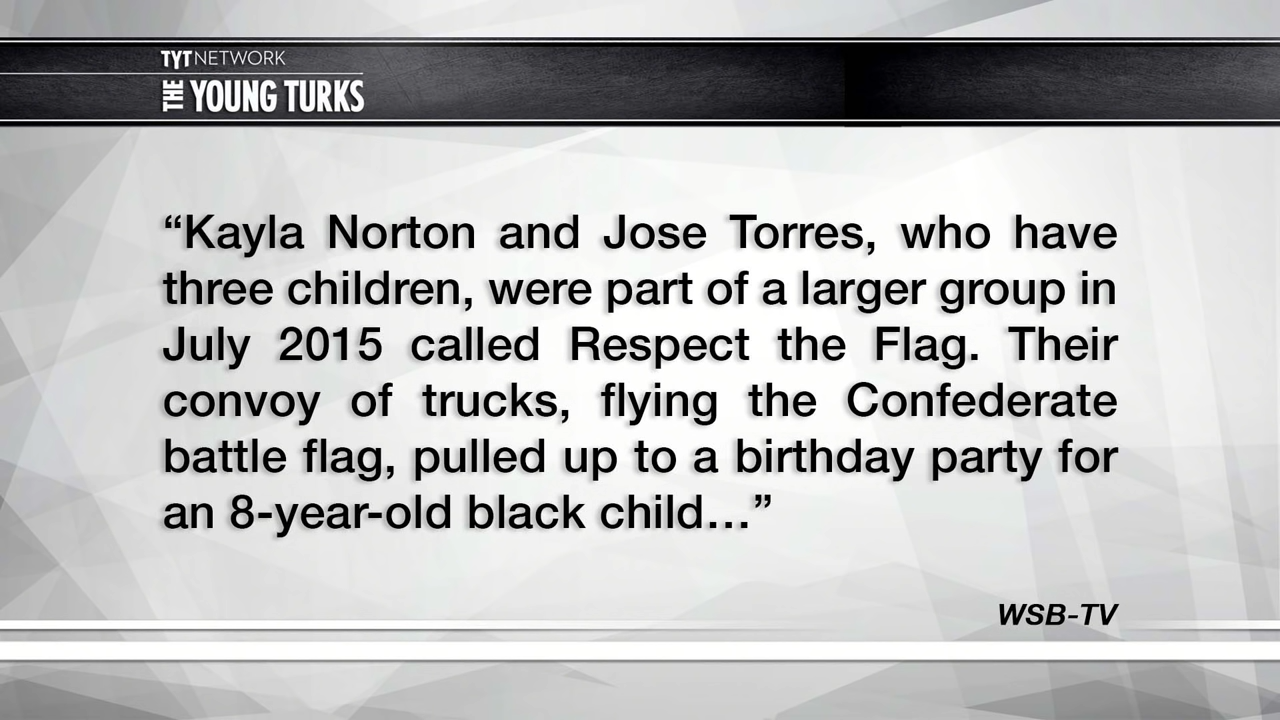 TYT NETWORK
THE YOUNG TURKS
“Kayla Norton and Jose Torres, who have
three children, were part of a larger group in
July 2015 called Respect the Flag. Their
convoy of trucks, flying the Confederate
battle flag, pulled up to a birthday party for
an 8-year-old black child…”
WSB-TV